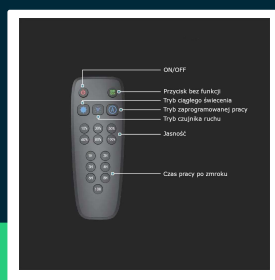 ON/OFF
Przycisk bez funkcji
Tryb ciągłego świecenia
Tryb zaprogramowanej pracy
Tryb czujnika ruchu
Jasność
Czas pracy po zmroku